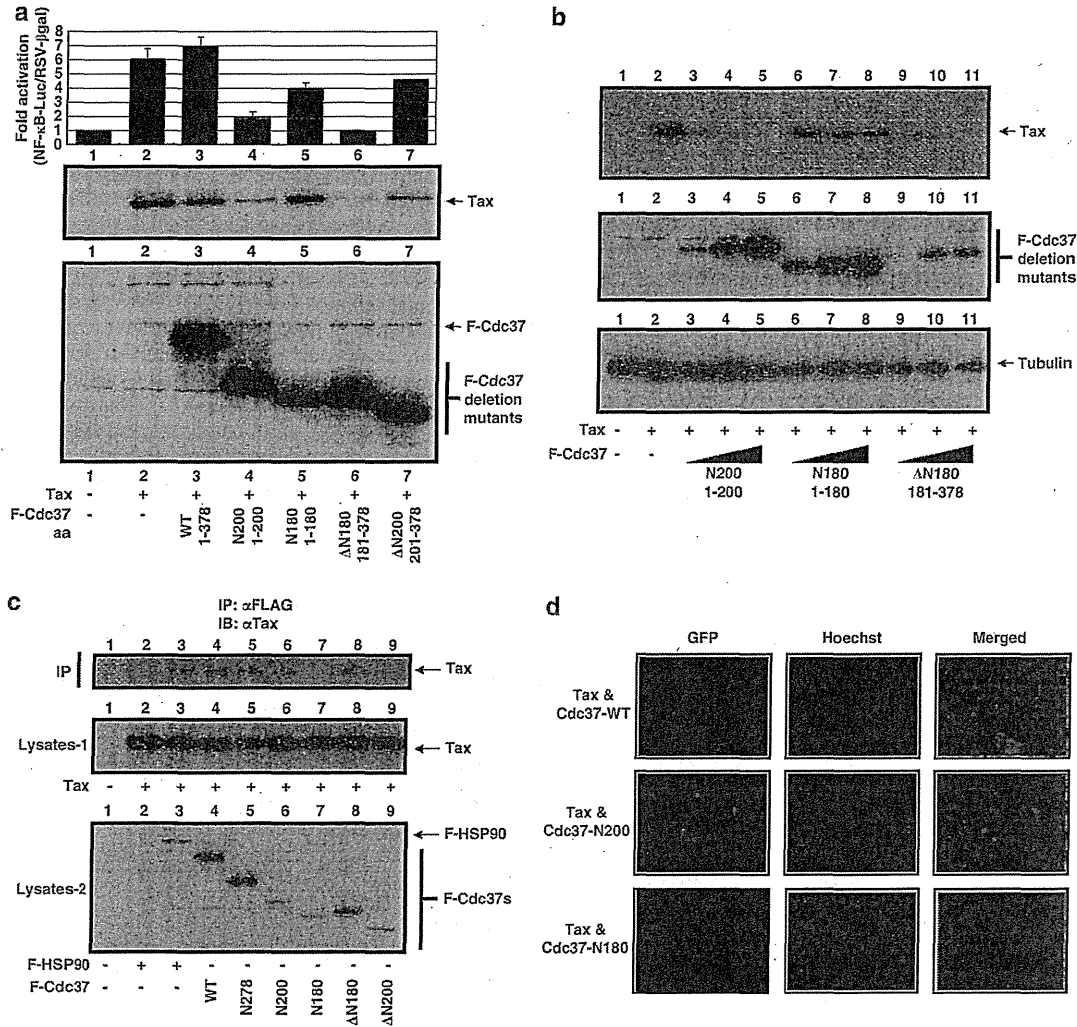 a
Fold activation
(NF-κB-Luc/RSV-βgal)
8
7
6
5
4
3
2
1
0
1 2 3 4 5 6 7
Tax
1 2 3 4 5 6 7
F-Cdc37
F-Cdc37
deletion
mutants
1 2 3 4 5 6 7
Tax - + + + + + +
F-Cdc37 - -
aa
WT
1-378
N200
1-200
N180
1-180
ΔN180
181-378
ΔN200
201-378
b
1 2 3 4 5 6 7 8 9 10 11
Tax
1 2 3 4 5 6 7 8 9 10 11
F-Cdc37
deletion
mutants
1 2 3 4 5 6 7 8 9 10 11
Tubulin
Tax - + + + + + + + + + +
F-Cdc37 - -
N200 N180 ΔN180
1-200 1-180 181-378
c
IP: αFLAG
IB: αTax
1 2 3 4 5 6 7 8 9
IP
Tax
1 2 3 4 5 6 7 8 9
Lysates-1
Tax
Tax - + + + + + + + +
1 2 3 4 5 6 7 8 9
F-HSP90
Lysates-2
F-Cdc37s
F-HSP90 - + + - - - - - -
F-Cdc37 - - - WT N278 N200 N180 ΔN180 ΔN200
d
GFP Hoechst Merged
Tax &
Cdc37-WT
Tax &
Cdc37-N200
Tax &
Cdc37-N180